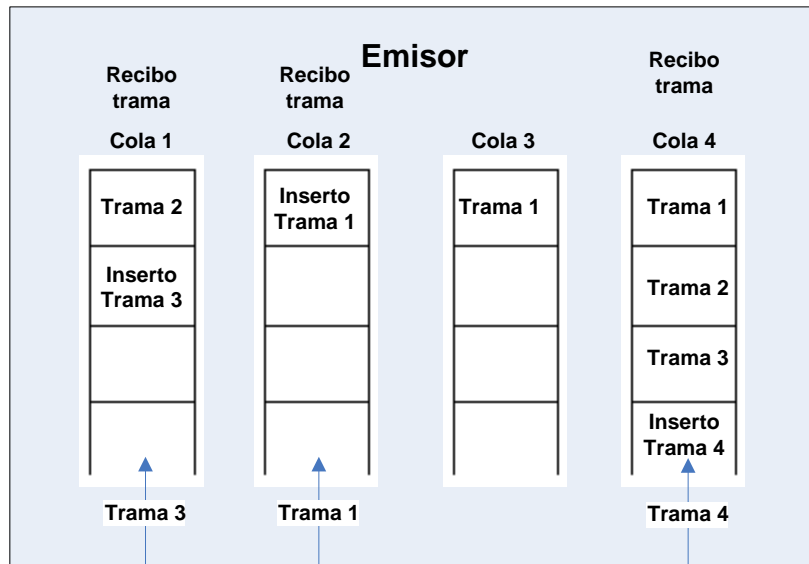 Emisor
Recibo
trama
Cola 1
Trama 2
Inserto
Trama 3
Trama 3
Recibo
trama
Cola 2
Inserto
Trama 1
Trama 1
Cola 3
Trama 1
Recibo
trama
Cola 4
Trama 1
Trama 2
Trama 3
Inserto
Trama 4
Trama 4